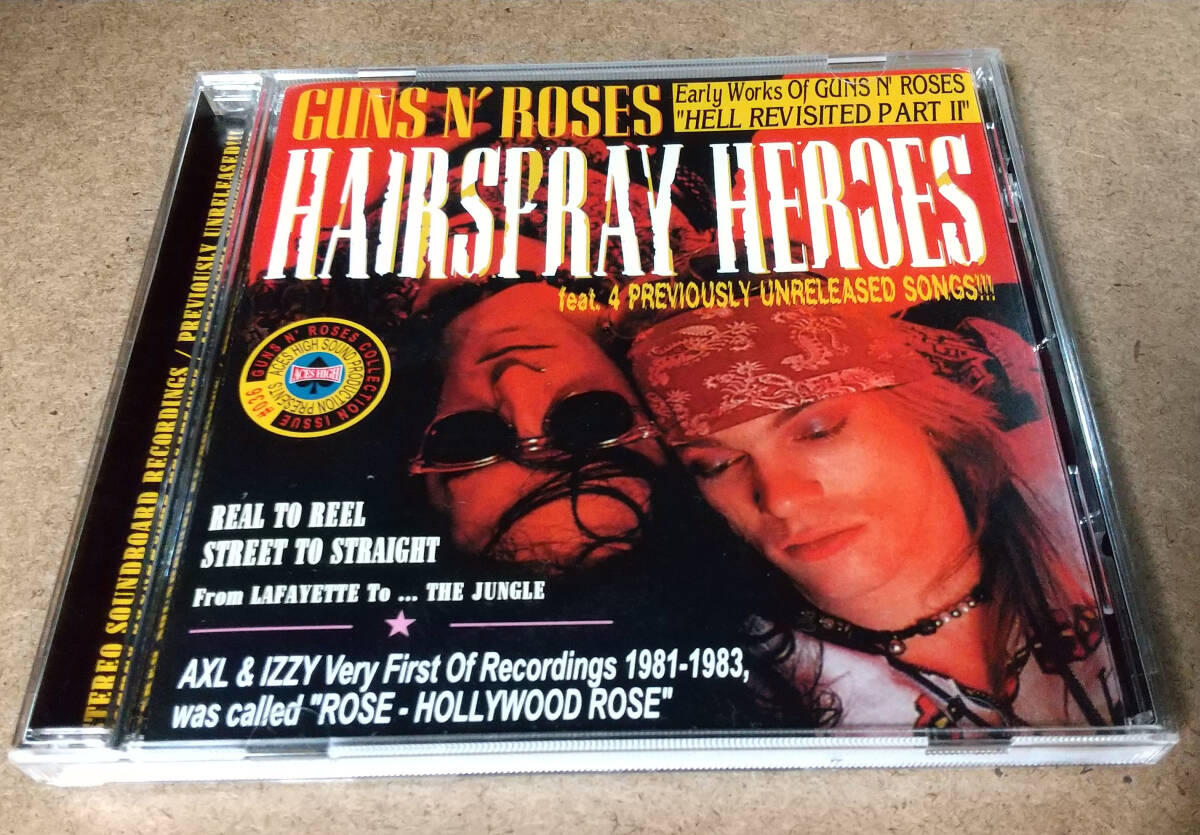 GUNS N' ROSES
Early Works Of GUNS N' ROSES
"HELL REVISITED PART II"
HAIRSPRAY HEROES
feat. 4 PREVIOUSLY UNRELEASED SONGS!!!
GUNS N' ROSES COLLECTION ISSUE #036
ACES HIGH SOUND PRODUCTION PRESENTS
ACES HIGH
REAL TO REEL
STREET TO STRAIGHT
From LAFAYETTE To ... THE JUNGLE
AXL & IZZY Very First Of Recordings 1981-1983,
was called "ROSE - HOLLYWOOD ROSE"
STEREO SOUNDBOARD RECORDINGS / PREVIOUSLY UNRELEASED!!!